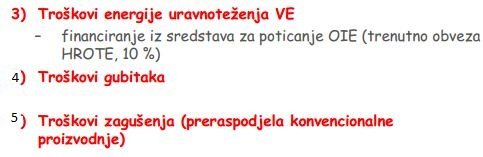 3) Troškovi energije uravnoteženja VE
– financiranje iz sredstava za poticanje OIE (trenutno obveza
HROTE, 10 %)
4) Troškovi gubitaka
5) Troškovi zagušenja (preraspodjela konvencionalne
proizvodnje)